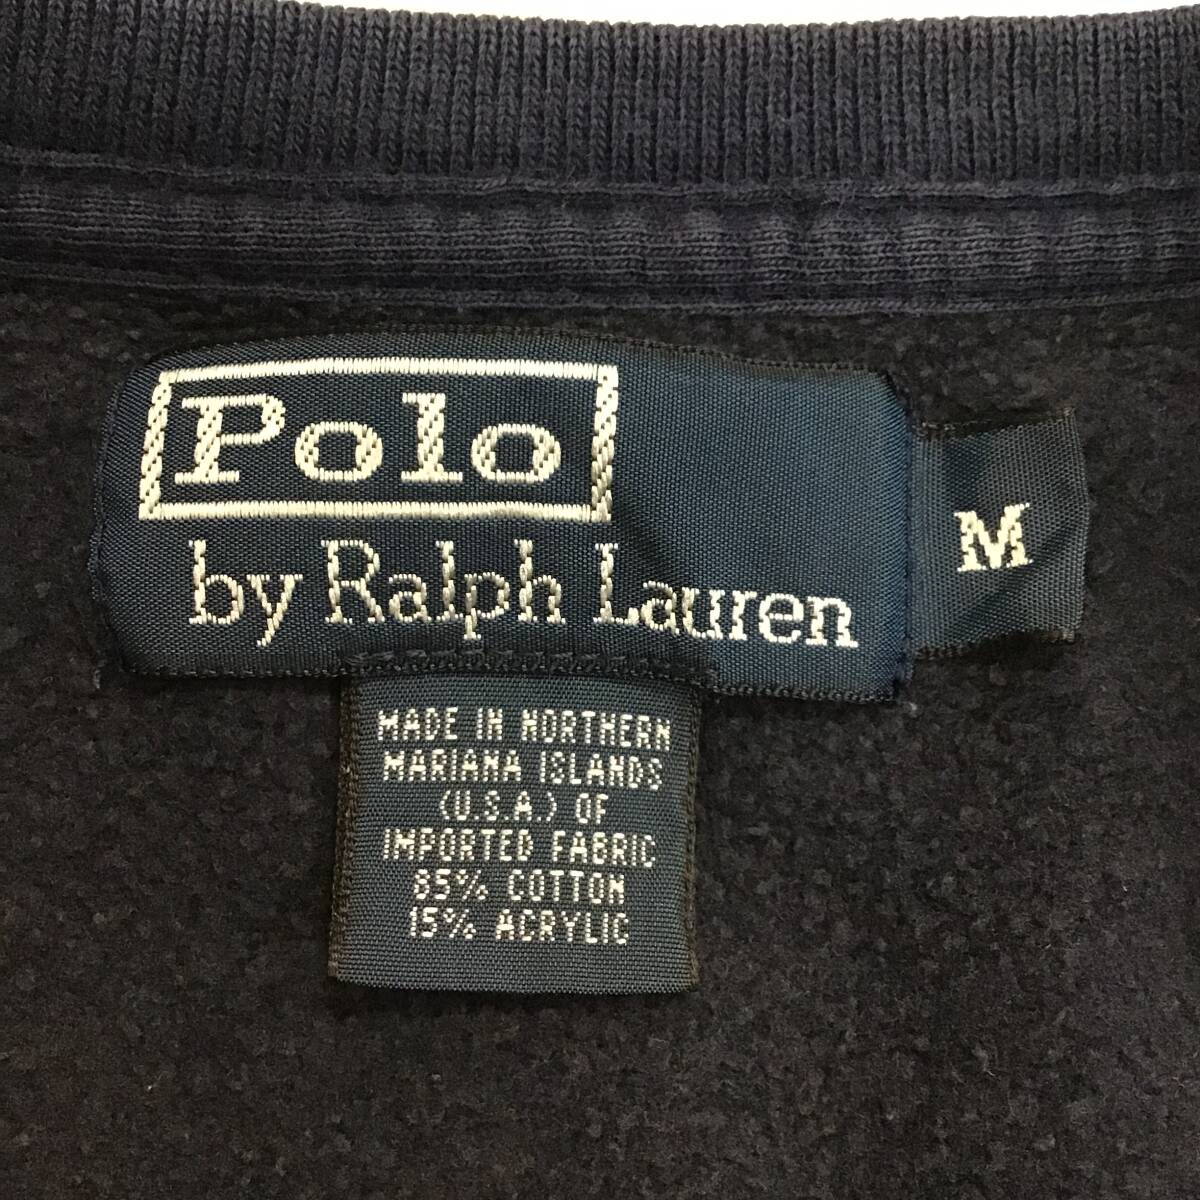 Polo
by Ralph Lauren
M
MADE IN NORTHERN
MARIANA ISLANDS
(U.S.A.) OF
IMPORTED FABRIC
85% COTTON
15% ACRYLIC